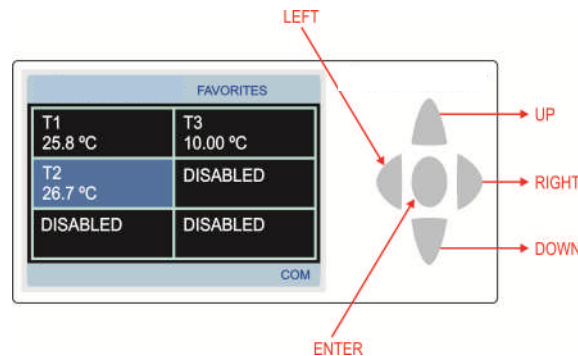 LEFT
FAVORITES
T1
25.8 ºC
T3
10.00 ºC
T2
26.7 ºC
DISABLED
DISABLED
DISABLED
COM
UP
RIGHT
DOWN
ENTER